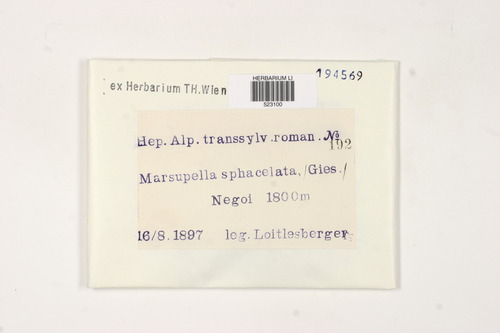 HERBARIUM LI
523100
194569
ex Herbarium TH.Wien
Hep. Alp. transsylv.roman. No 192
Marsupella sphacelata, /Gies./
Negoi 1800m
16/8.1897 leg. Loitlesberger.